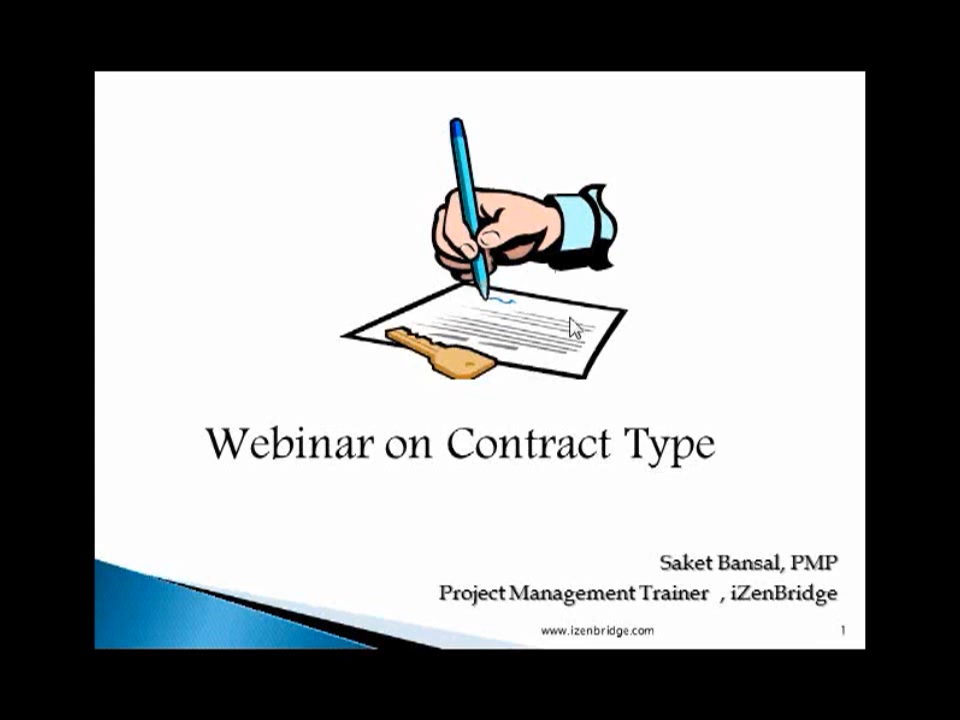 Webinar on Contract Type
Saket Bansal, PMP
Project Management Trainer , iZenBridge
www.izenbridge.com
1